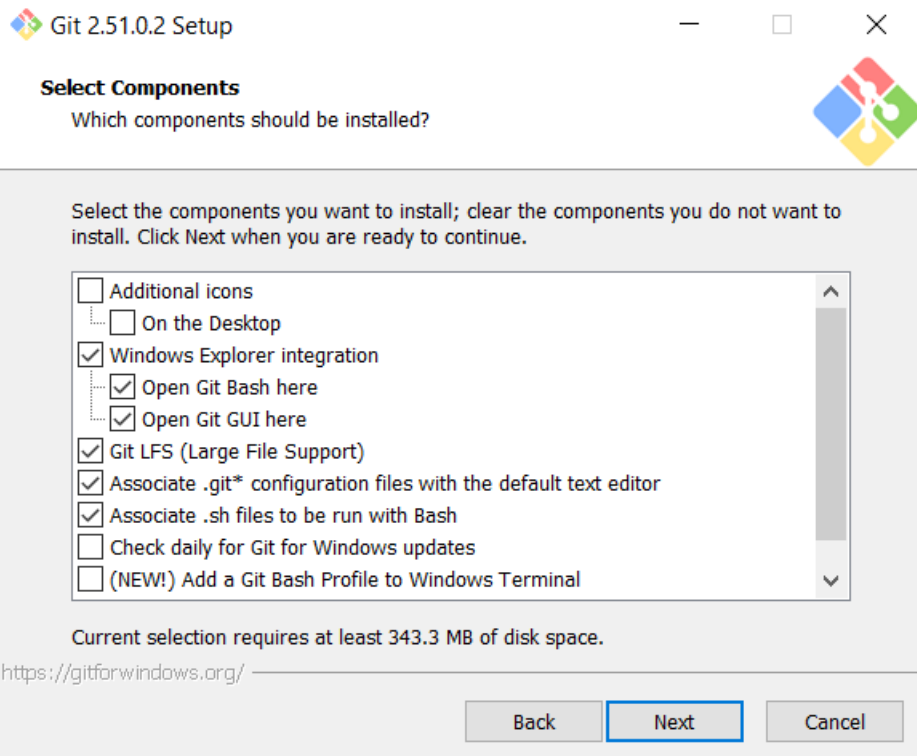 Git 2.51.0.2 Setup
Select Components
Which components should be installed?
Select the components you want to install; clear the components you do not want to
install. Click Next when you are ready to continue.
Additional icons
On the Desktop
Windows Explorer integration
Open Git Bash here
Open Git GUI here
Git LFS (Large File Support)
Associate .git* configuration files with the default text editor
Associate .sh files to be run with Bash
Check daily for Git for Windows updates
(NEW!) Add a Git Bash Profile to Windows Terminal
Current selection requires at least 343.3 MB of disk space.
https://gitforwindows.org/
Back Next Cancel